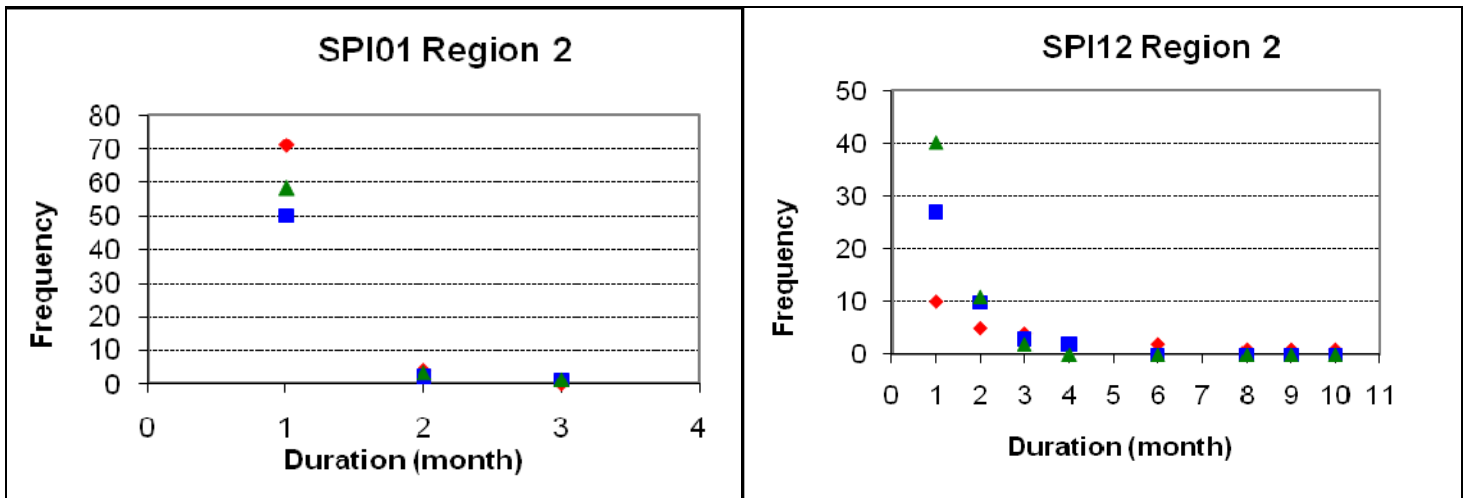 SPI01 Region 2
80
70
60
50
40
30
20
10
0
Frequency
0 1 2 3 4
Duration (month)
SPI12 Region 2
50
40
30
20
10
0
Frequency
0 1 2 3 4 5 6 7 8 9 10 11
Duration (month)